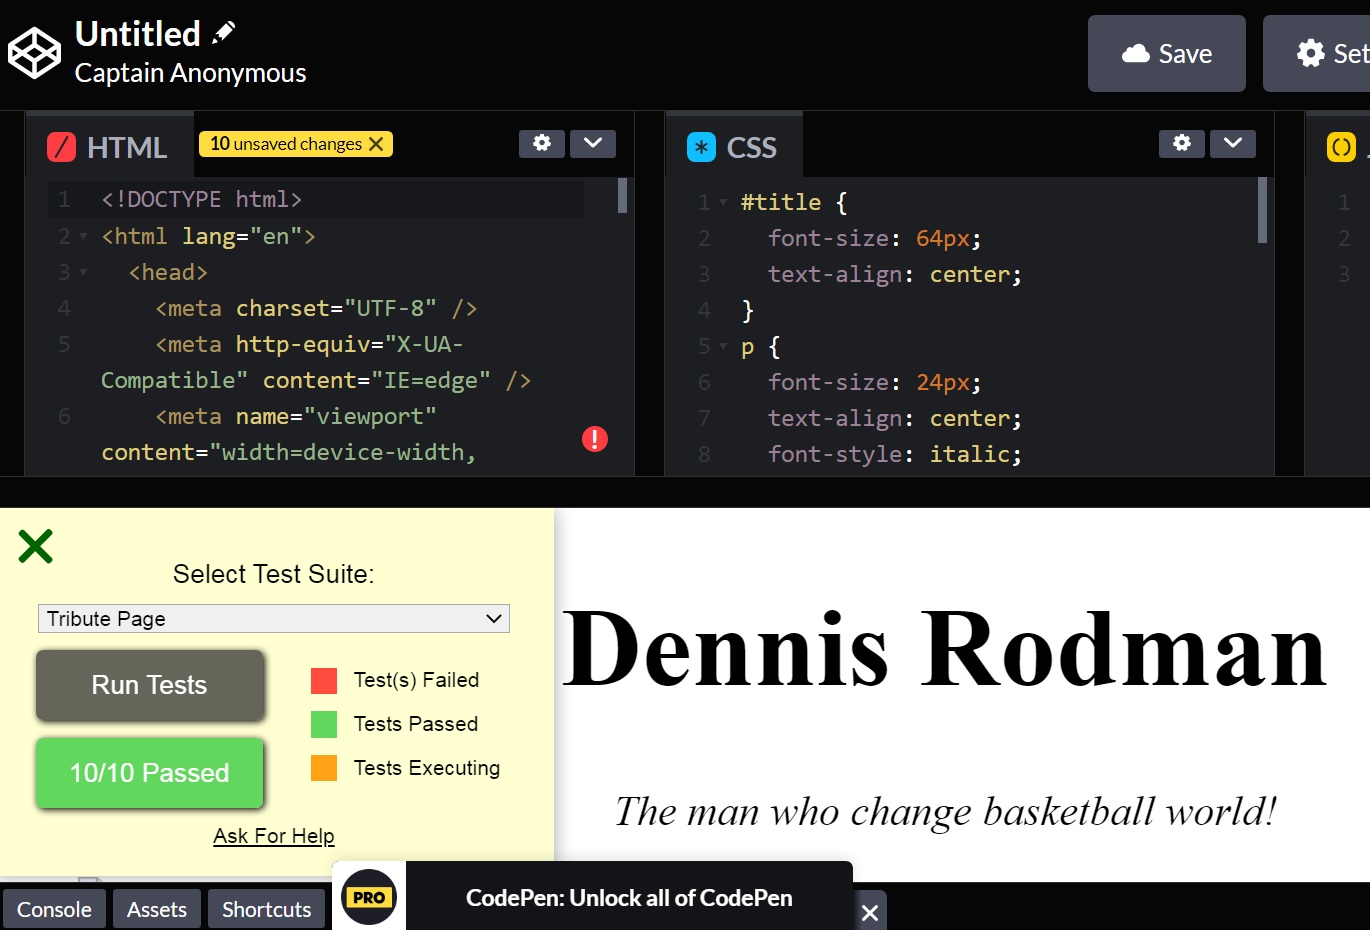 Untitled
Captain Anonymous
Save
Set
HTML
10 unsaved changes
CSS
1 <!DOCTYPE html>
2 <html lang="en">
3 <head>
4 <meta charset="UTF-8" />
5 <meta http-equiv="X-UA-
Compatible" content="IE=edge" />
6 <meta name="viewport"
content="width=device-width,
1 #title {
2 font-size: 64px;
3 text-align: center;
4 }
5 p {
6 font-size: 24px;
7 text-align: center;
8 font-style: italic;
1
2
3
Select Test Suite:
Tribute Page
Run Tests
10/10 Passed
Test(s) Failed
Tests Passed
Tests Executing
Ask For Help
Dennis Rodman
The man who change basketball world!
Console
Assets
Shortcuts
PRO
CodePen: Unlock all of CodePen